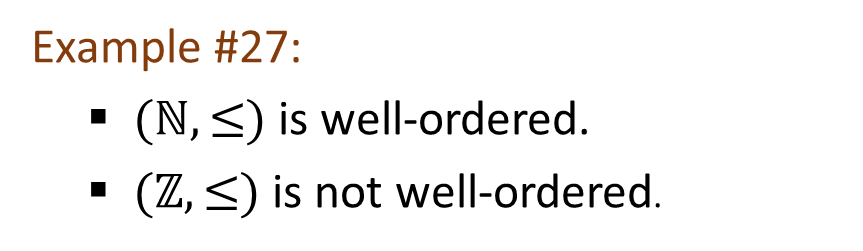 Example #27:
▪ (ℕ, ≤) is well-ordered.
▪ (ℤ, ≤) is not well-ordered.